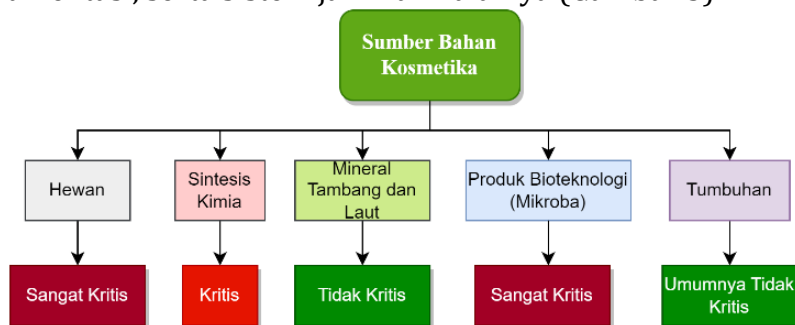 Sumber Bahan
Kosmetika
Hewan
Sintesis
Kimia
Mineral
Tambang dan
Laut
Produk Bioteknologi
(Mikroba)
Tumbuhan
Sangat Kritis
Kritis
Tidak Kritis
Sangat Kritis
Umumnya Tidak
Kritis